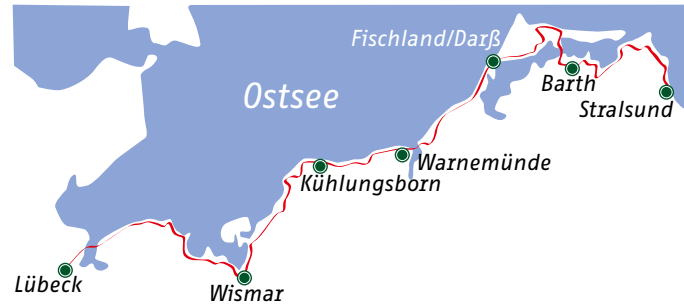 Fischland/Darß
Ostsee
Barth
Stralsund
Warnemünde
Kühlungsborn
Lübeck
Wismar